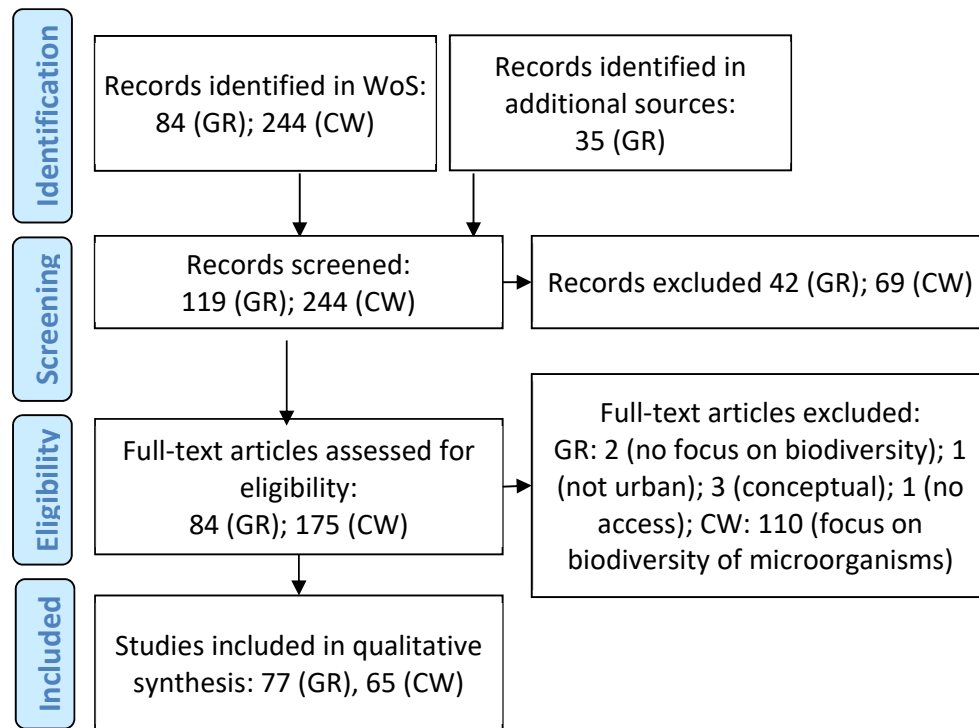 Identification
Records identified in WoS:
84 (GR); 244 (CW)
Records identified in
additional sources:
35 (GR)
Screening
Records screened:
119 (GR); 244 (CW)
Records excluded 42 (GR); 69 (CW)
Eligibility
Full-text articles assessed for
eligibility:
84 (GR); 175 (CW)
Full-text articles excluded:
GR: 2 (no focus on biodiversity); 1
(not urban); 3 (conceptual); 1 (no
access); CW: 110 (focus on
biodiversity of microorganisms)
Included
Studies included in qualitative
synthesis: 77 (GR), 65 (CW)